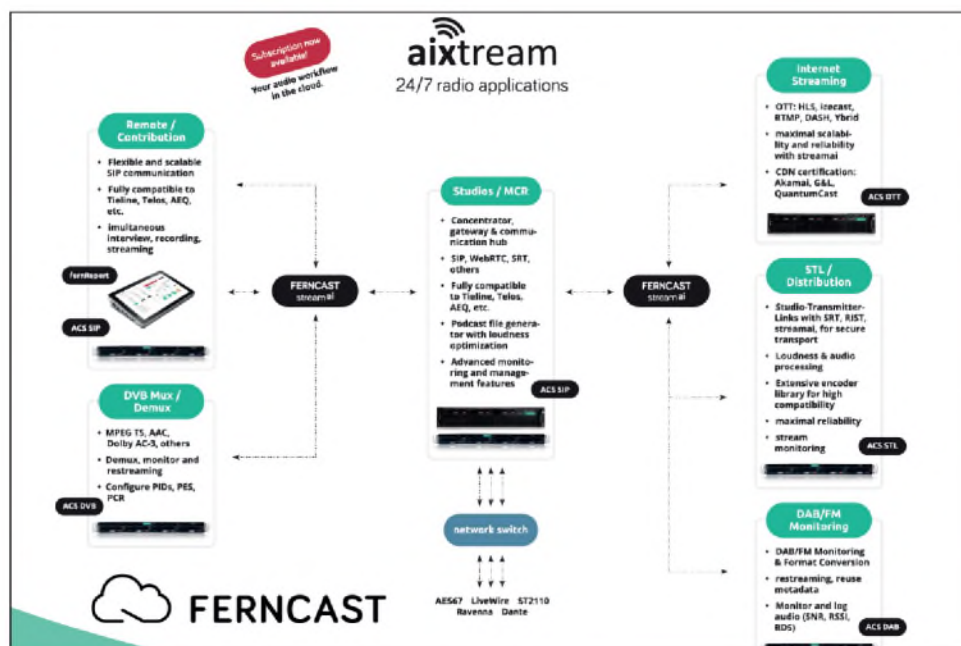 Subscription now
available!
Your audio workflow
in the cloud.
aixtream
24/7 radio applications
Remote /
Contribution
• Flexible and scalable
SIP communication
• Fully compatible to
Tieline, Telos, AEQ,
etc.
• imultaneous
interview, recording,
streaming
fernReport
ACS SIP
DVB Mux /
Demux
• MPEG TS, AAC,
Dolby AC-3, others
• Demux, monitor and
restreaming
• Configure PIDs, PES,
PCR
ACS DVB
FERNCAST
streamai
Studios / MCR
• Concentrator,
gateway & commu-
nication hub
• SIP, WebRTC, SRT,
others
• Fully compatible
to Tieline, Telos,
AEQ, etc.
• Podcast file genera-
tor with loudness
optimization
• Advanced monito-
ring and manage-
ment features
ACS SIP
network switch
AES67 LiveWire ST2110
Ravenna Dante
FERNCAST
streamai
Internet
Streaming
• OTT: HLS, Icecast,
RTMP, DASH, Ybrid
• maximal scalabi-
lity and reliability
with streamai
• CDN certification:
Akamai, G&L,
QuantumCast
ACS OTT
STL /
Distribution
• Studio-Transmitter-
Links with SRT, RIST,
streamai, for secure
transport
• Loudness & audio
processing
• Extensive encoder
library for high
compatibility
• maximal reliability
• stream
monitoring
ACS STL
DAB/FM
Monitoring
• DAB/FM Monitoring
& Format Conversion
• restreaming, reuse
metadata
• Monitor and log
audio (SNR, RSSI,
RDS)
ACS DAB
FERNCAST